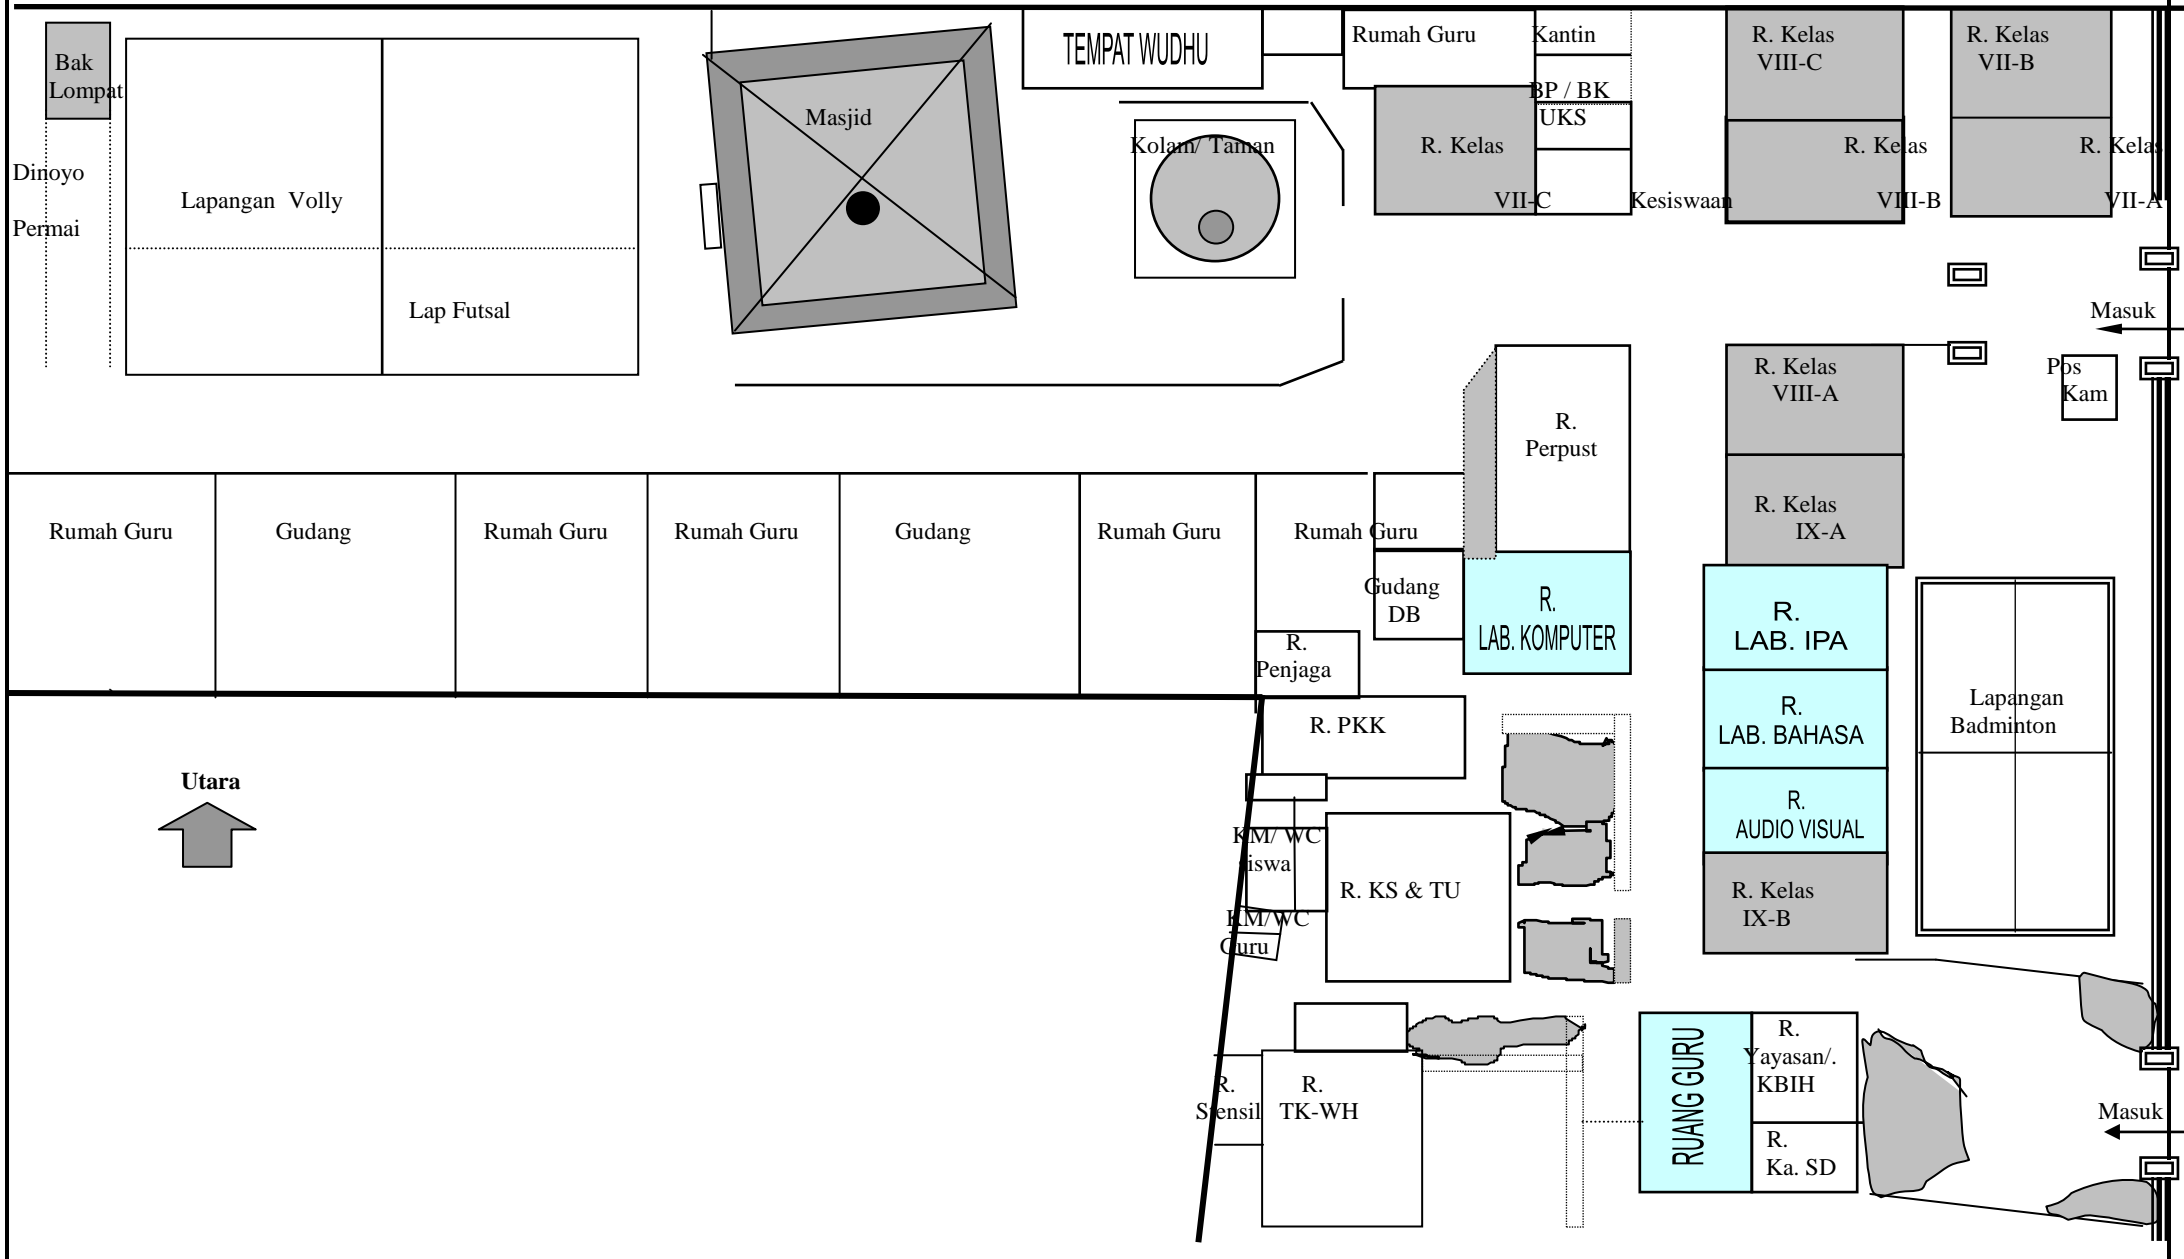 TEMPAT WUDHU
Rumah Guru
Kantin
R. Kelas
VIII-C
R. Kelas
VII-B
Bak
Lompat
BP / BK
UKS
Masjid
Kolam/ Taman
R. Kelas
VII-C
Kesiswaan
R. Kelas
VIII-B
R. Kelas
VII-A
Dinoyo
Permai
Lapangan Volly
Lap Futsal
Masuk
R. Kelas
VIII-A
Pos
Kam
R.
Perpust
R. Kelas
IX-A
Rumah Guru
Gudang
Rumah Guru
Rumah Guru
Gudang
Rumah Guru
Rumah Guru
Gudang
DB
R.
LAB. KOMPUTER
R.
LAB. IPA
R.
Penjaga
R. PKK
R.
LAB. BAHASA
Lapangan
Badminton
Utara
R.
AUDIO VISUAL
KM/ WC
siswa
R. KS & TU
R. Kelas
IX-B
KM/WC
Guru
RUANG GURU
R.
Yayasan/.
KBIH
R.
Stensil
R.
TK-WH
Masuk
R.
Ka. SD